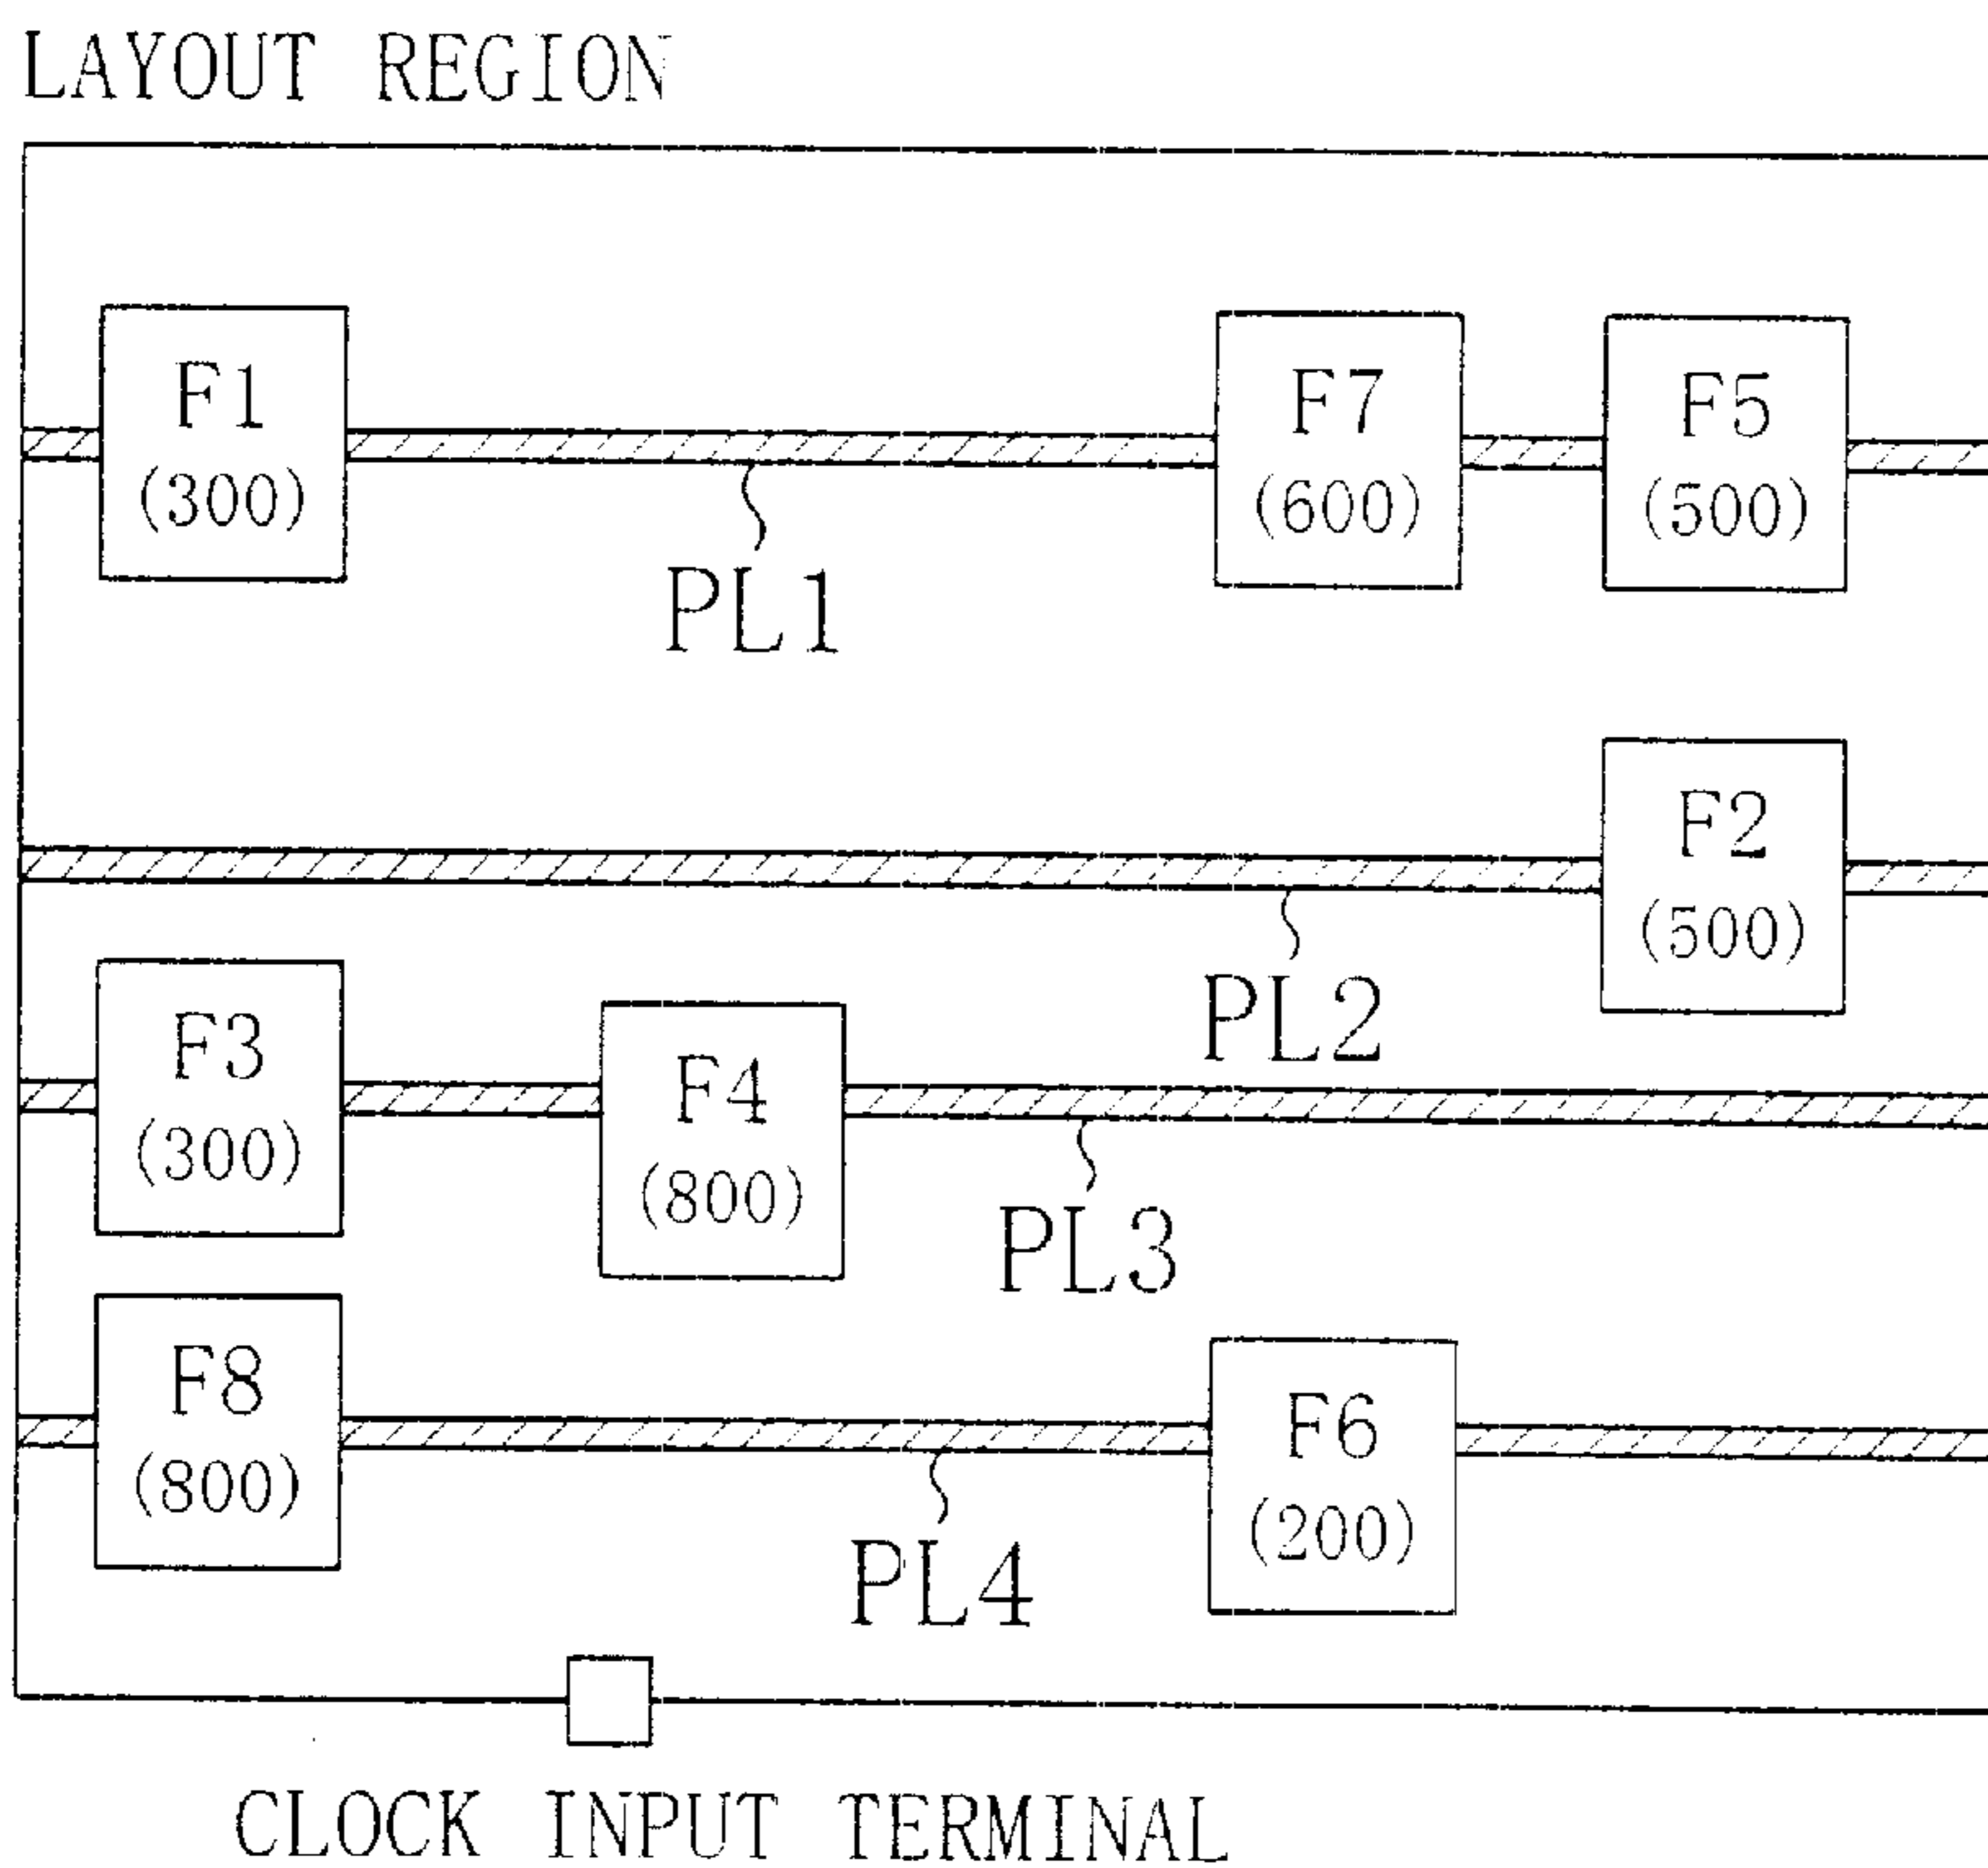 LAYOUT REGION
F1
(300)
F7
(600)
F5
(500)
PL1
F2
(500)
PL2
F3
(300)
F4
(800)
PL3
F8
(800)
F6
(200)
PL4
CLOCK INPUT TERMINAL